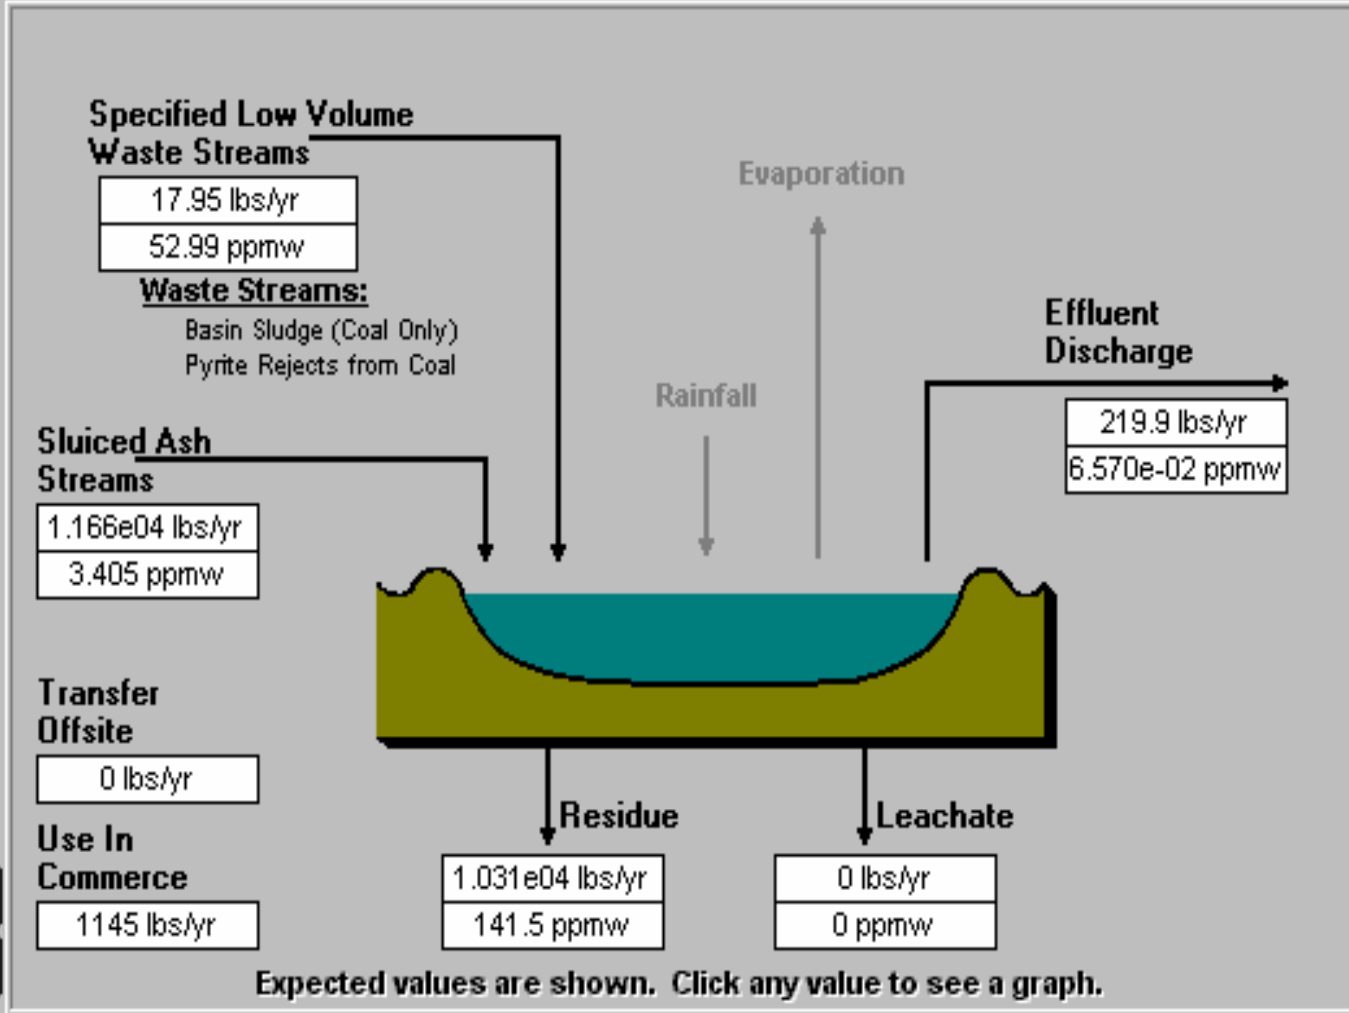 Specified Low Volume
Waste Streams
17.95 lbs/yr
52.99 ppmw
Waste Streams:
Basin Sludge (Coal Only)
Pyrite Rejects from Coal
Evaporation
Rainfall
Effluent
Discharge
219.9 lbs/yr
6.570e-02 ppmw
Sluiced Ash
Streams
1.166e04 lbs/yr
3.405 ppmw
Transfer
Offsite
0 lbs/yr
Use In
Commerce
1145 lbs/yr
Residue
1.031e04 lbs/yr
141.5 ppmw
Leachate
0 lbs/yr
0 ppmw
Expected values are shown. Click any value to see a graph.